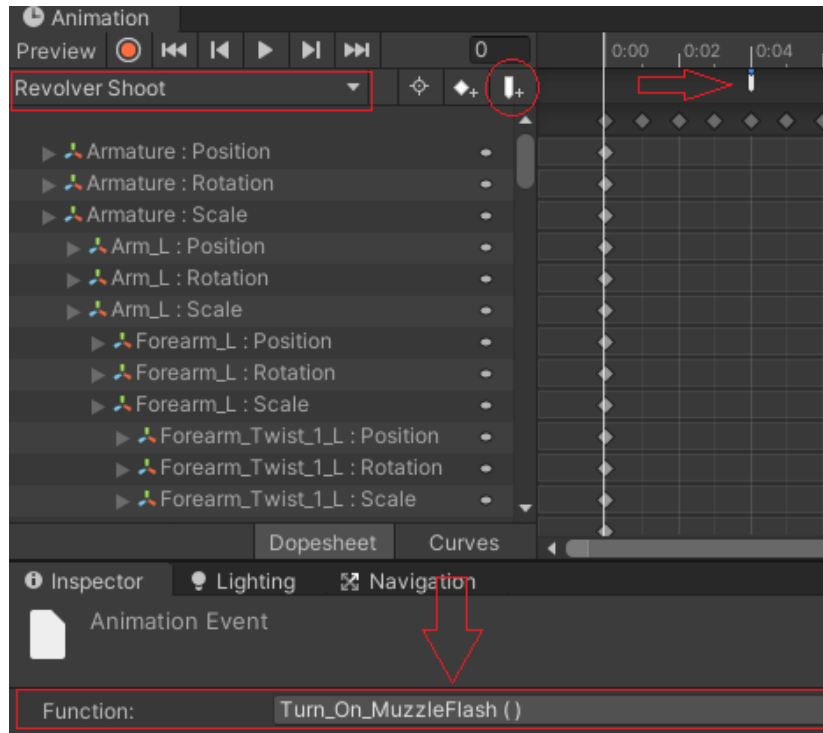 Animation
Preview 0 0:00 0:02 0:04
Revolver Shoot
Armature : Position
Armature : Rotation
Armature : Scale
Arm_L : Position
Arm_L : Rotation
Arm_L : Scale
Forearm_L : Position
Forearm_L : Rotation
Forearm_L : Scale
Forearm_Twist_1_L : Position
Forearm_Twist_1_L : Rotation
Forearm_Twist_1_L : Scale
Dopesheet Curves
Inspector Lighting Navigation
Animation Event
Function: Turn_On_MuzzleFlash ( )